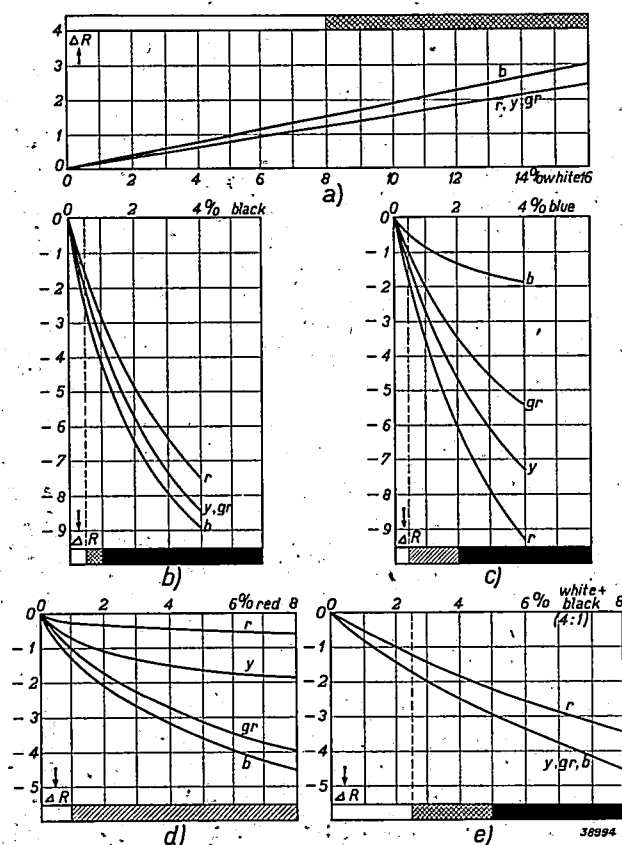 4
ΔR
3
2
1
0
b
r, y, gr
0 2 4 6 8 10 12 14 % white 16
a)
0 2 4 % black
0
-1
-2
-3
-4
-5
-6
-7
-8
-9
r
y, gr
b
ΔR
b)
0 2 4 % blue
0
-1
-2
-3
-4
-5
-6
-7
-8
-9
b
gr
y
r
ΔR
c)
0 2 4 6 % red 8
0
-1
-2
-3
-4
-5
r
y
gr
b
ΔR
d)
0 2 4 6 % white + black (4:1) 8
0
-1
-2
-3
-4
-5
r
y, gr, b
ΔR
e)
38994